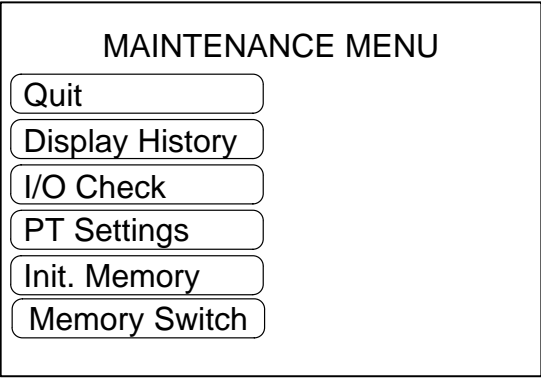 MAINTENANCE MENU
Quit
Display History
I/O Check
PT Settings
Init. Memory
Memory Switch